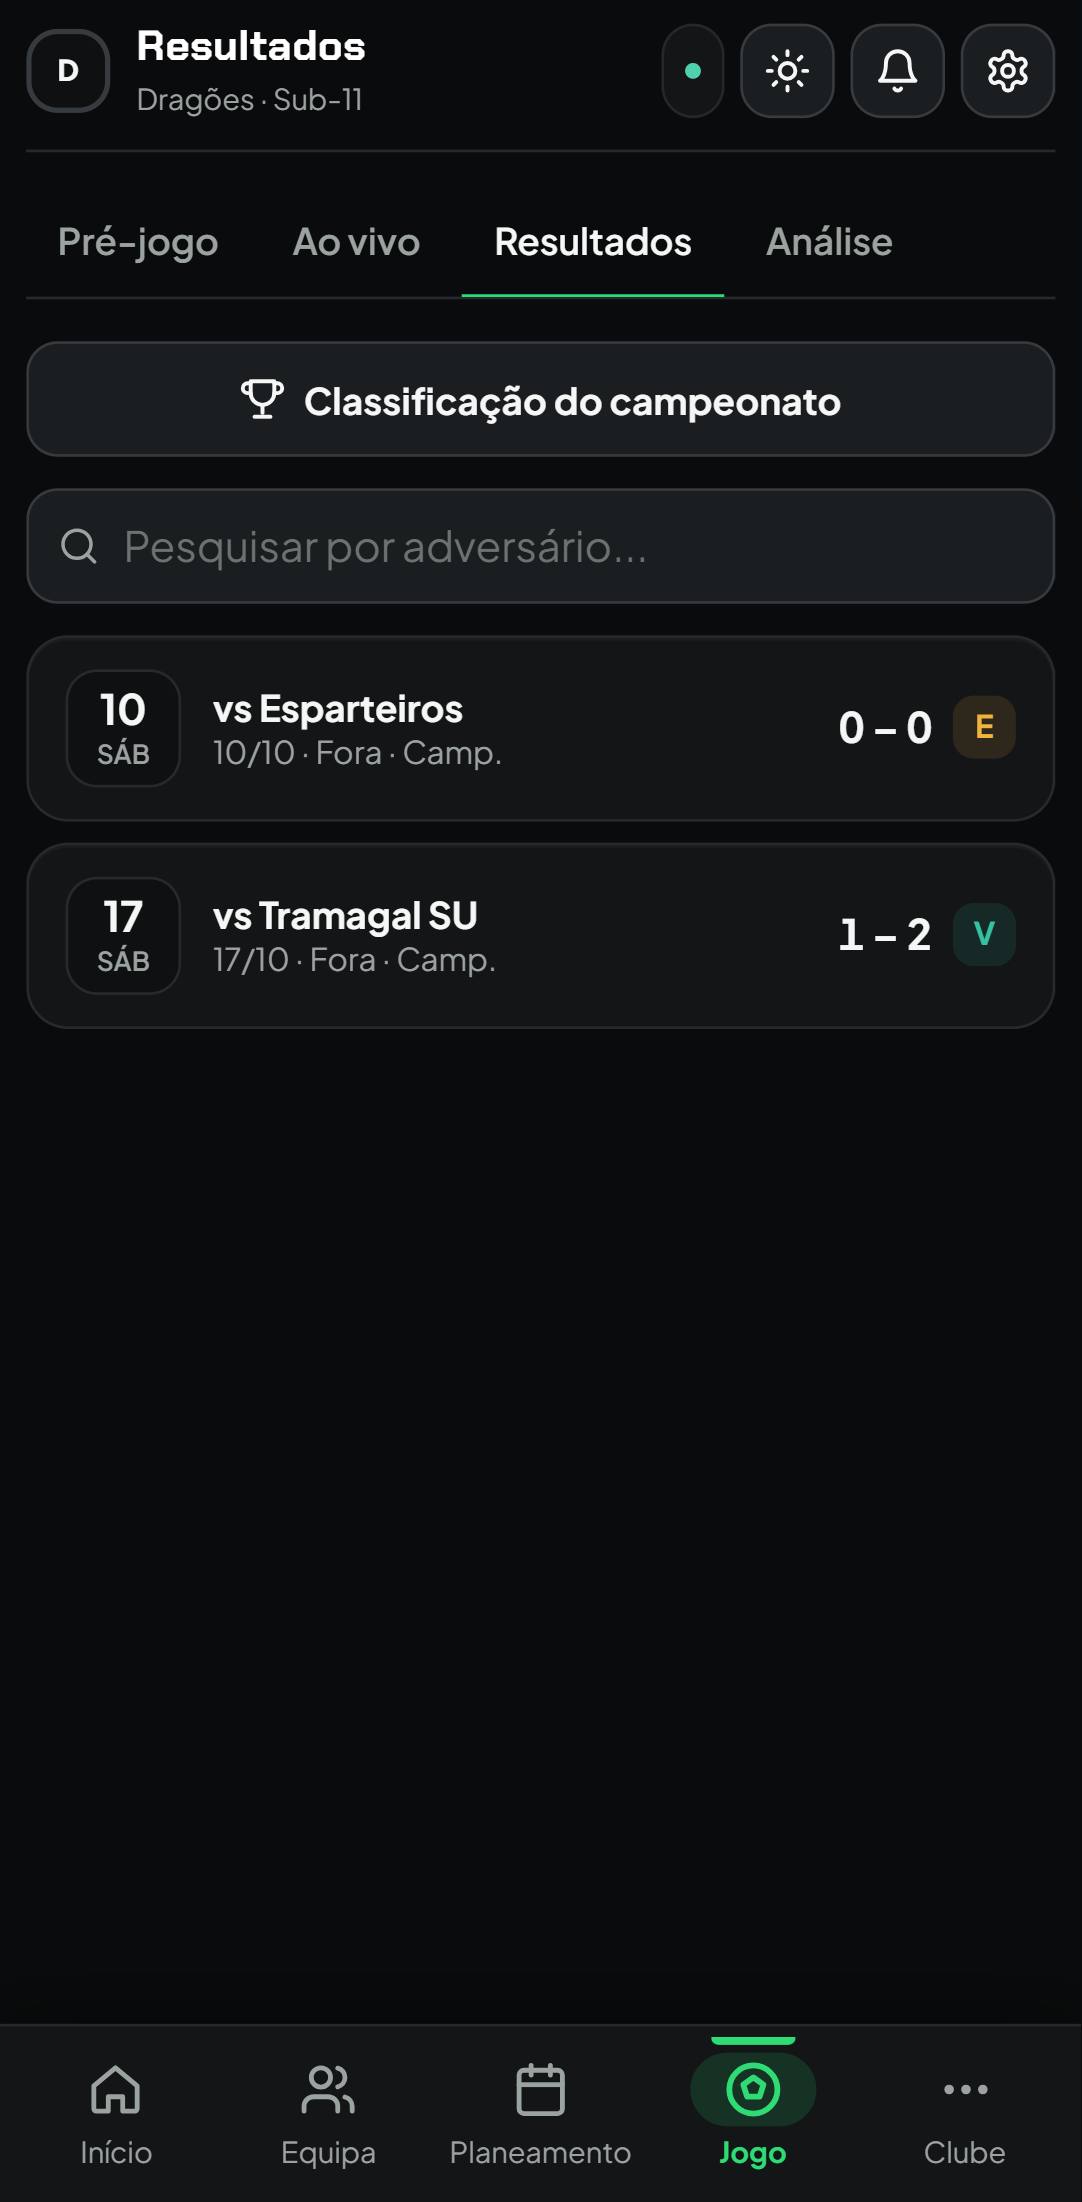 D
Resultados
Dragões · Sub-11
Pré-jogo
Ao vivo
Resultados
Análise
Classificação do campeonato
Pesquisar por adversário...
10
SÁB
vs Esparteiros
10/10 · Fora · Camp.
0 – 0
E
17
SÁB
vs Tramagal SU
17/10 · Fora · Camp.
1 – 2
V
Início
Equipa
Planeamento
Jogo
Clube